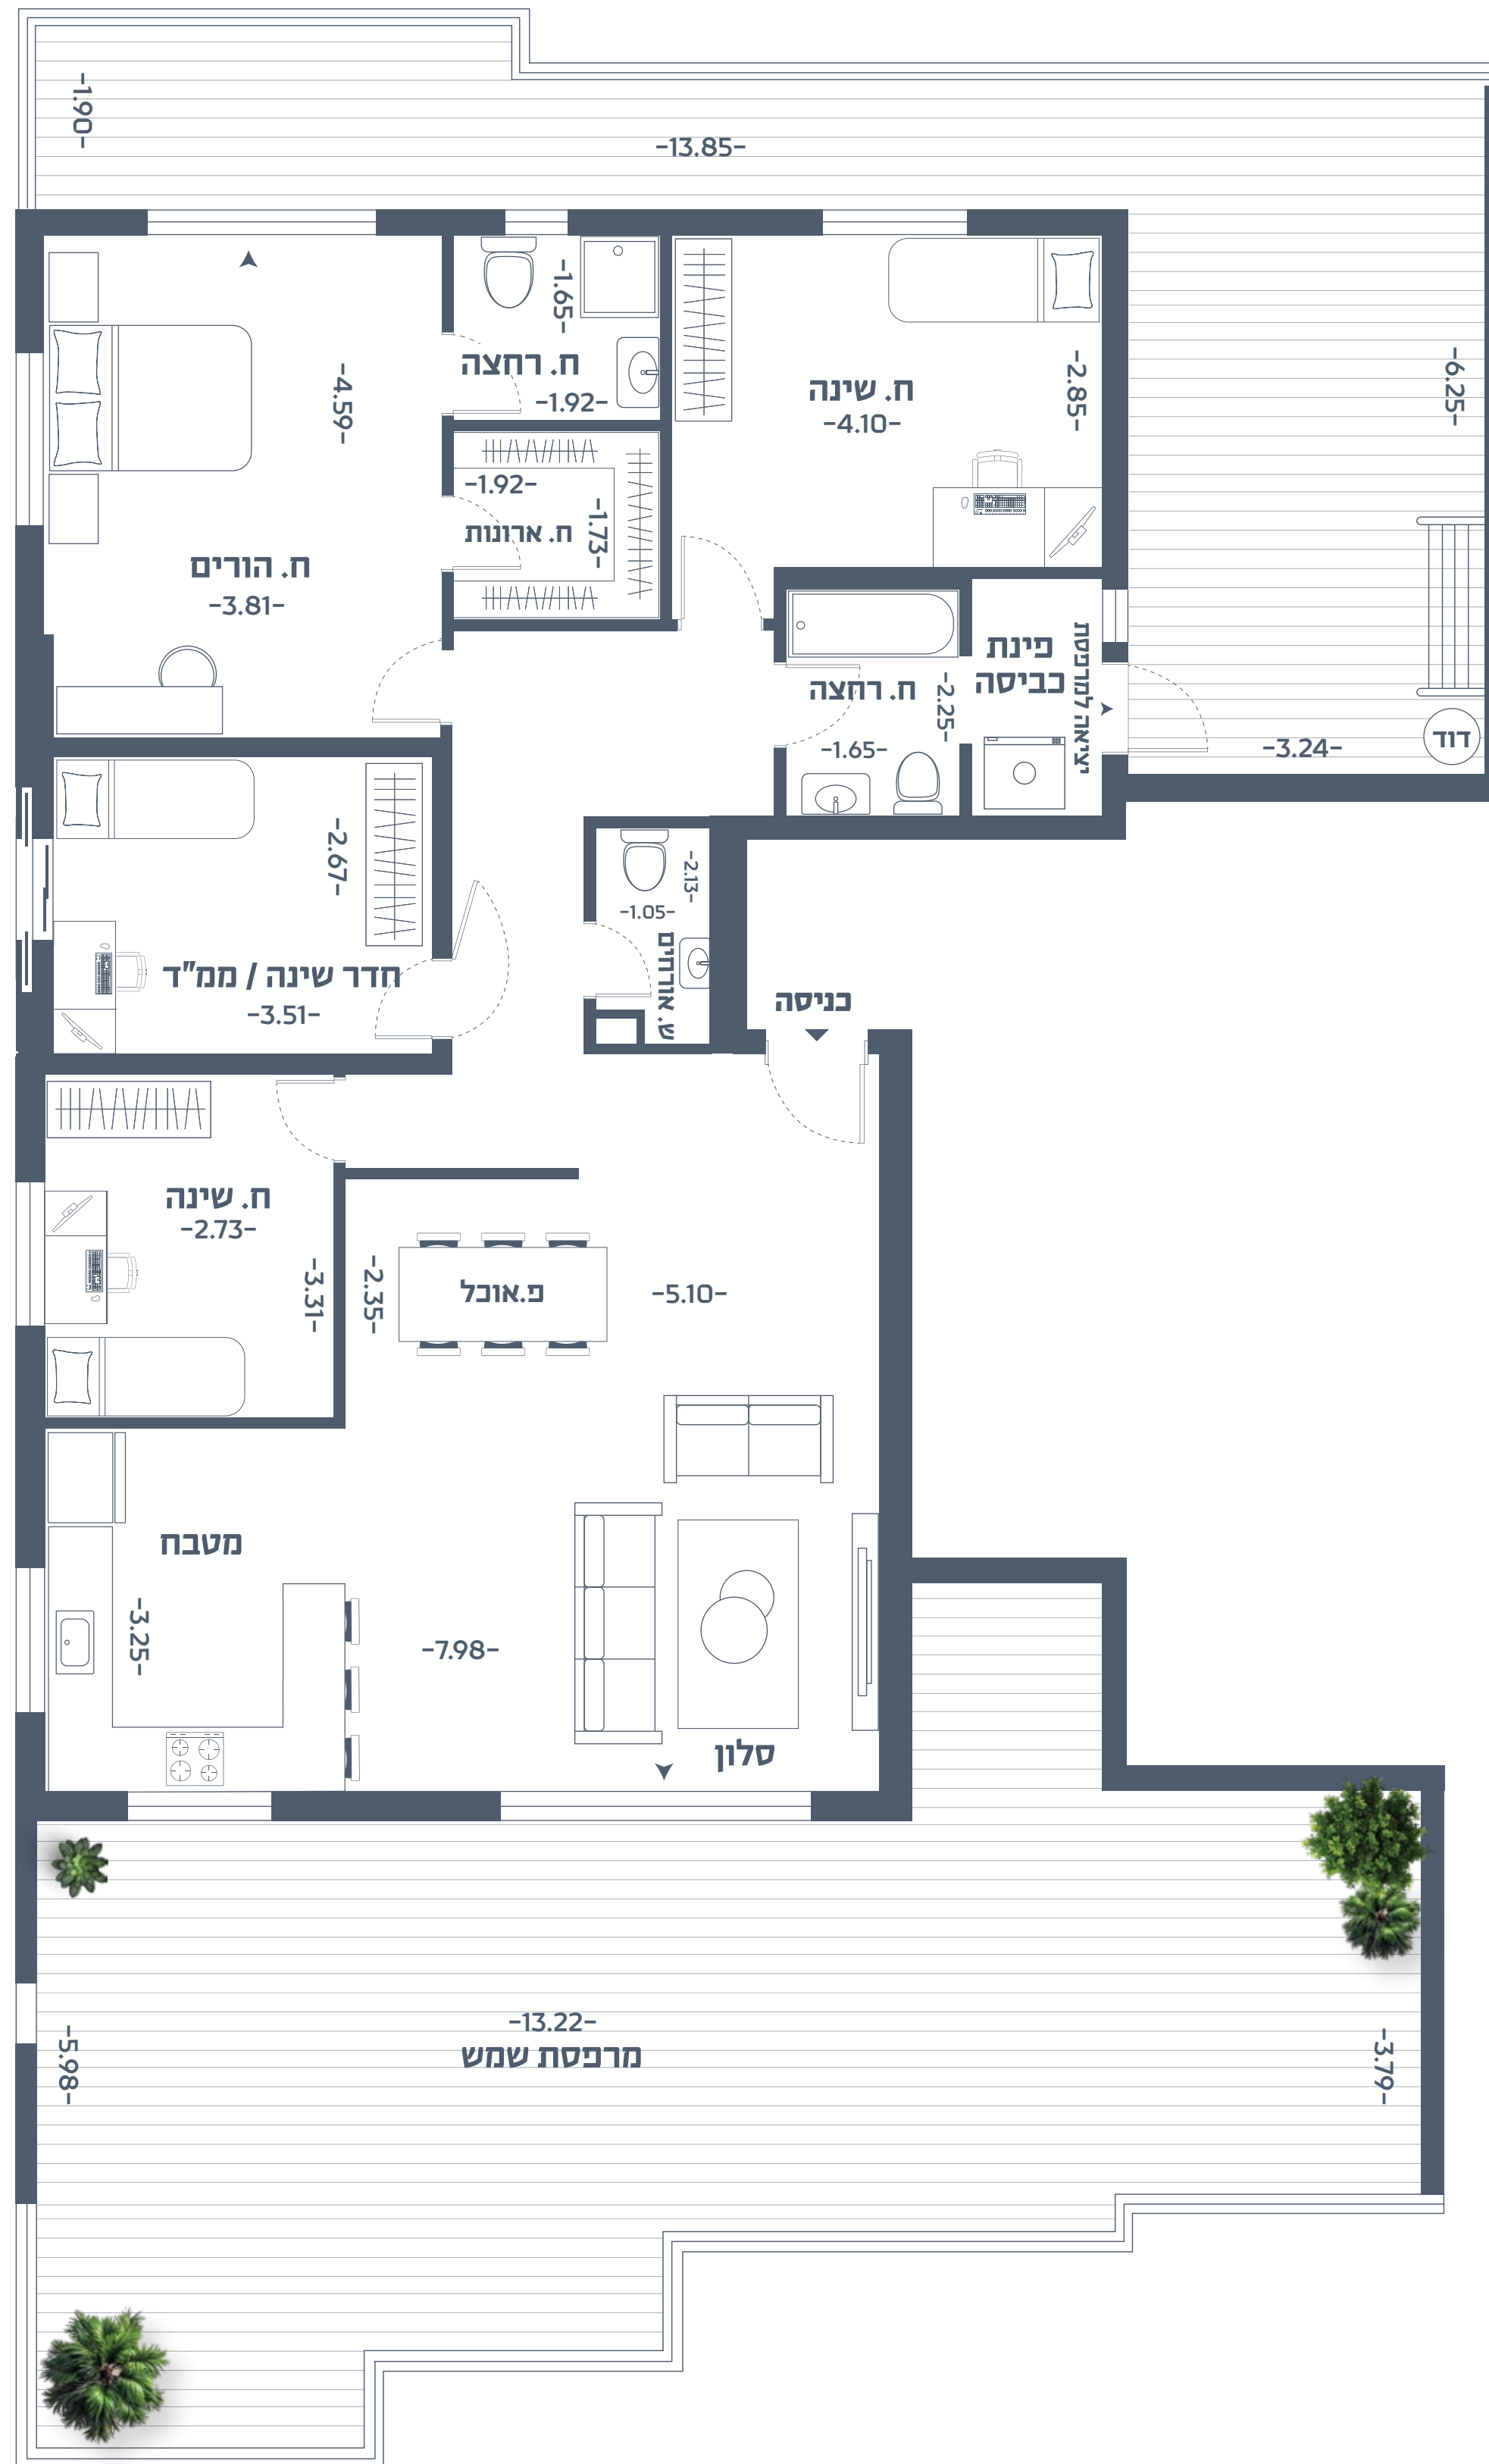 -1.90-
-13.85-
-1.65-
ח. רחצה
-1.92-
-4.59-
ח. שינה
-4.10-
-2.85-
-6.25-
-1.92-
ח. ארונות
-1.73-
ח. הורים
-3.81-
פינת
כביסה
יציאה למרפסת
ח. רחצה
-2.25-
-1.65-
-3.24-
דוד
-2.67-
חדר שינה / ממ"ד
-3.51-
-2.13-
-1.05-
ש. אורחים
כניסה
ח. שינה
-2.73-
-3.31-
-2.35-
פ.אוכל
-5.10-
מטבח
-3.25-
-7.98-
סלון
-13.22-
מרפסת שמש
-5.98-
-3.79-